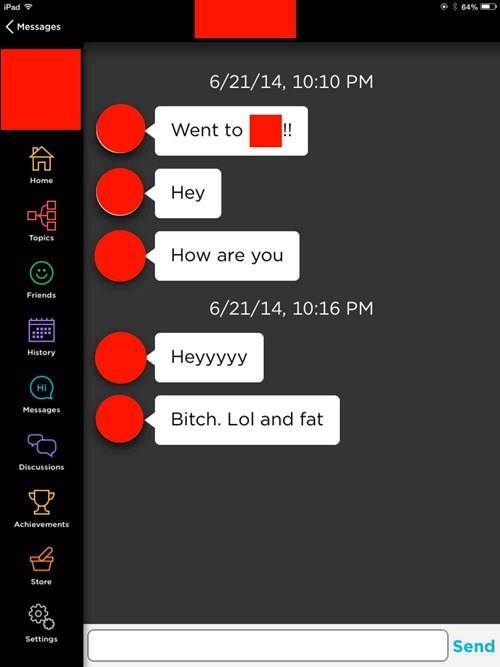 iPad 64%
Messages
6/21/14, 10:10 PM
Went to !!
Hey
How are you
6/21/14, 10:16 PM
Heyyyyy
Bitch. Lol and fat
Home
Topics
Friends
History
Hi
Messages
Discussions
Achievements
Store
Settings
Send